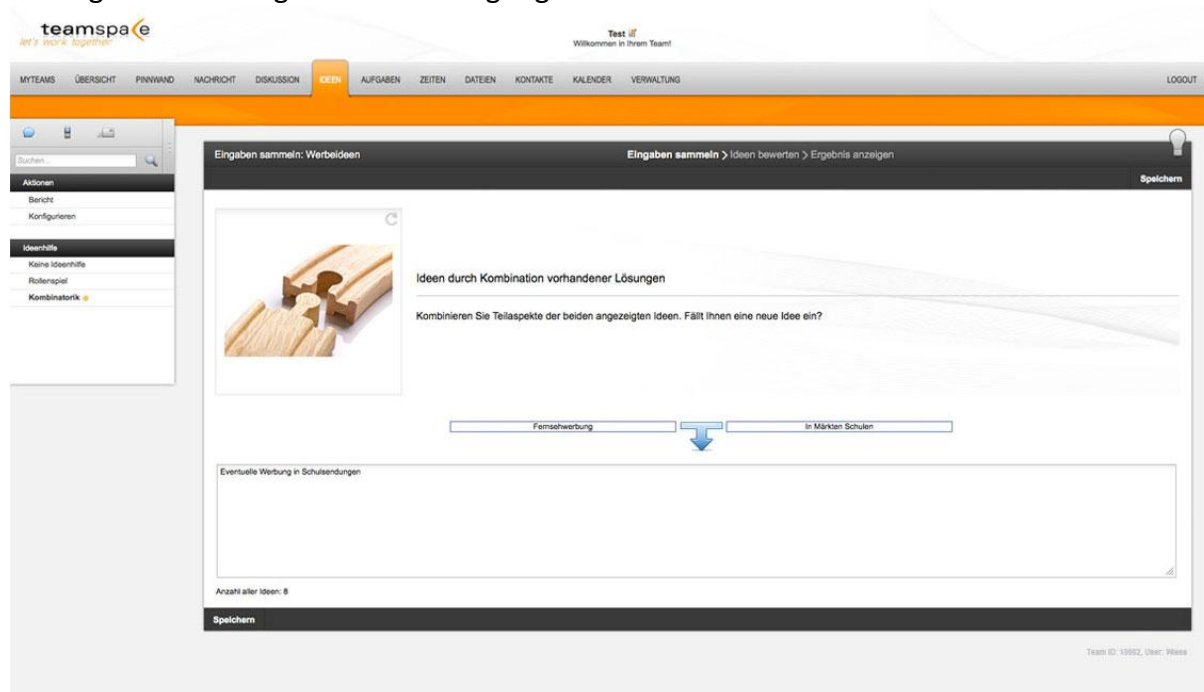 teamspace
let's work together
Test
Willkommen in Ihrem Team!
MYTEAMS ÜBERSICHT PINNWAND NACHRICHT DISKUSSION IDEEN AUFGABEN ZEITEN DATEIEN KONTAKTE KALENDER VERWALTUNG LOGOUT
Suchen...
Aktionen
Bericht
Konfigurieren
Ideenhilfe
Keine Ideenhilfe
Rollenspiel
Kombinatorik
Eingaben sammeln: Werbeideen
Eingaben sammeln > Ideen bewerten > Ergebnis anzeigen
Speichern
Ideen durch Kombination vorhandener Lösungen
Kombinieren Sie Teilaspekte der beiden angezeigten Ideen. Fällt Ihnen eine neue Idee ein?
Fernsehwerbung
In Märkten Schulen
Eventuelle Werbung in Schulsendungen
Anzahl aller Ideen: 8
Speichern
Team ID: 10052, User: Wiess